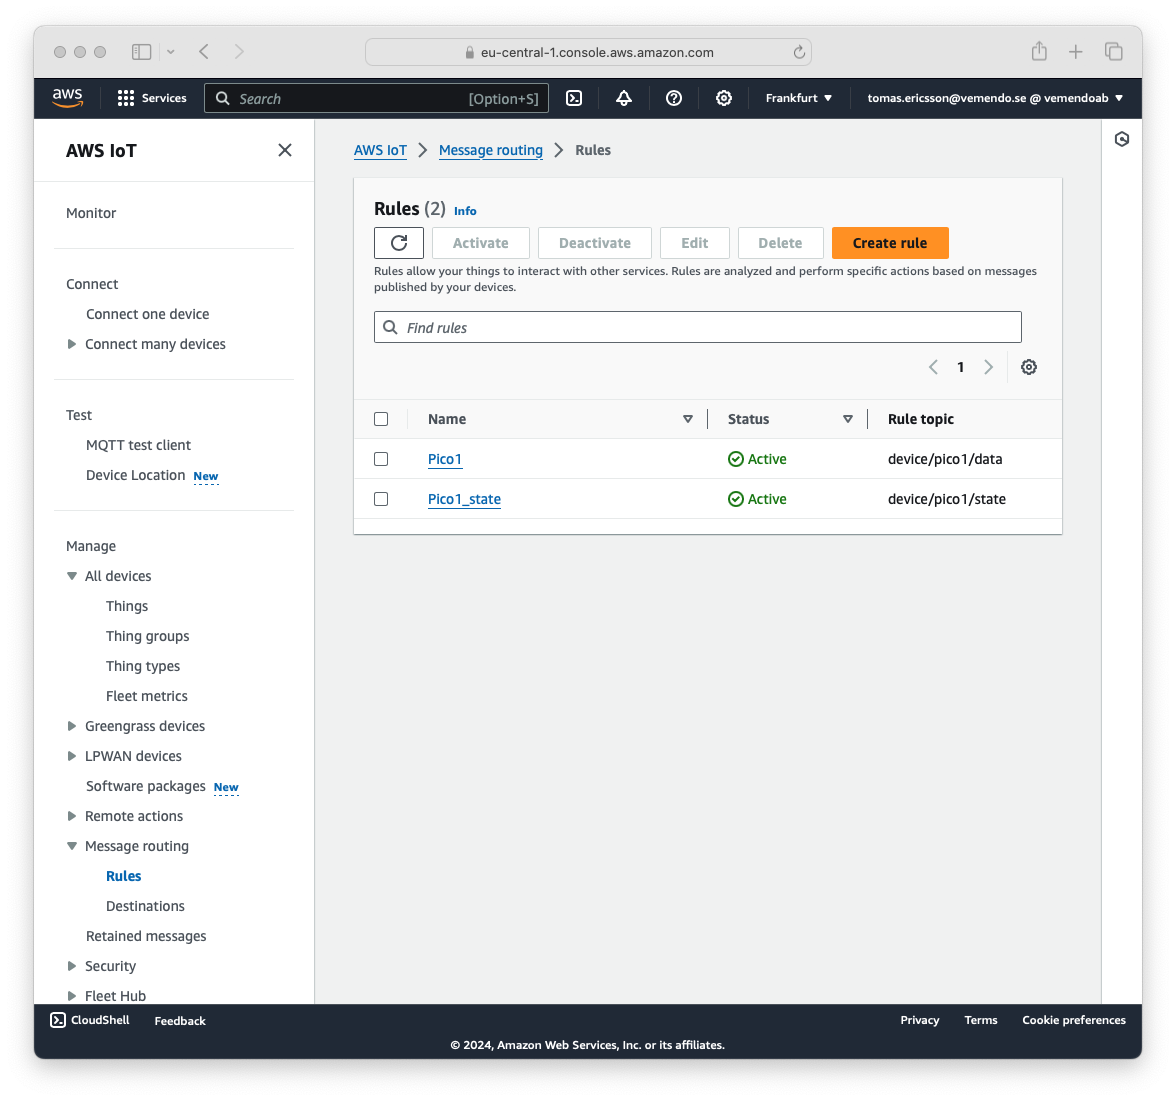 eu-central-1.console.aws.amazon.com
aws
Services
Search
[Option+S]
Frankfurt
tomas.ericsson@vemendo.se @ vemendoab
AWS IoT
Monitor
Connect
Connect one device
Connect many devices
Test
MQTT test client
Device Location New
Manage
All devices
Things
Thing groups
Thing types
Fleet metrics
Greengrass devices
LPWAN devices
Software packages New
Remote actions
Message routing
Rules
Destinations
Retained messages
Security
Fleet Hub
AWS IoT > Message routing > Rules
Rules (2) Info
Activate
Deactivate
Edit
Delete
Create rule
Rules allow your things to interact with other services. Rules are analyzed and perform specific actions based on messages
published by your devices.
Find rules
1
Name Status Rule topic
Pico1 Active device/pico1/data
Pico1_state Active device/pico1/state
CloudShell
Feedback
Privacy
Terms
Cookie preferences
© 2024, Amazon Web Services, Inc. or its affiliates.